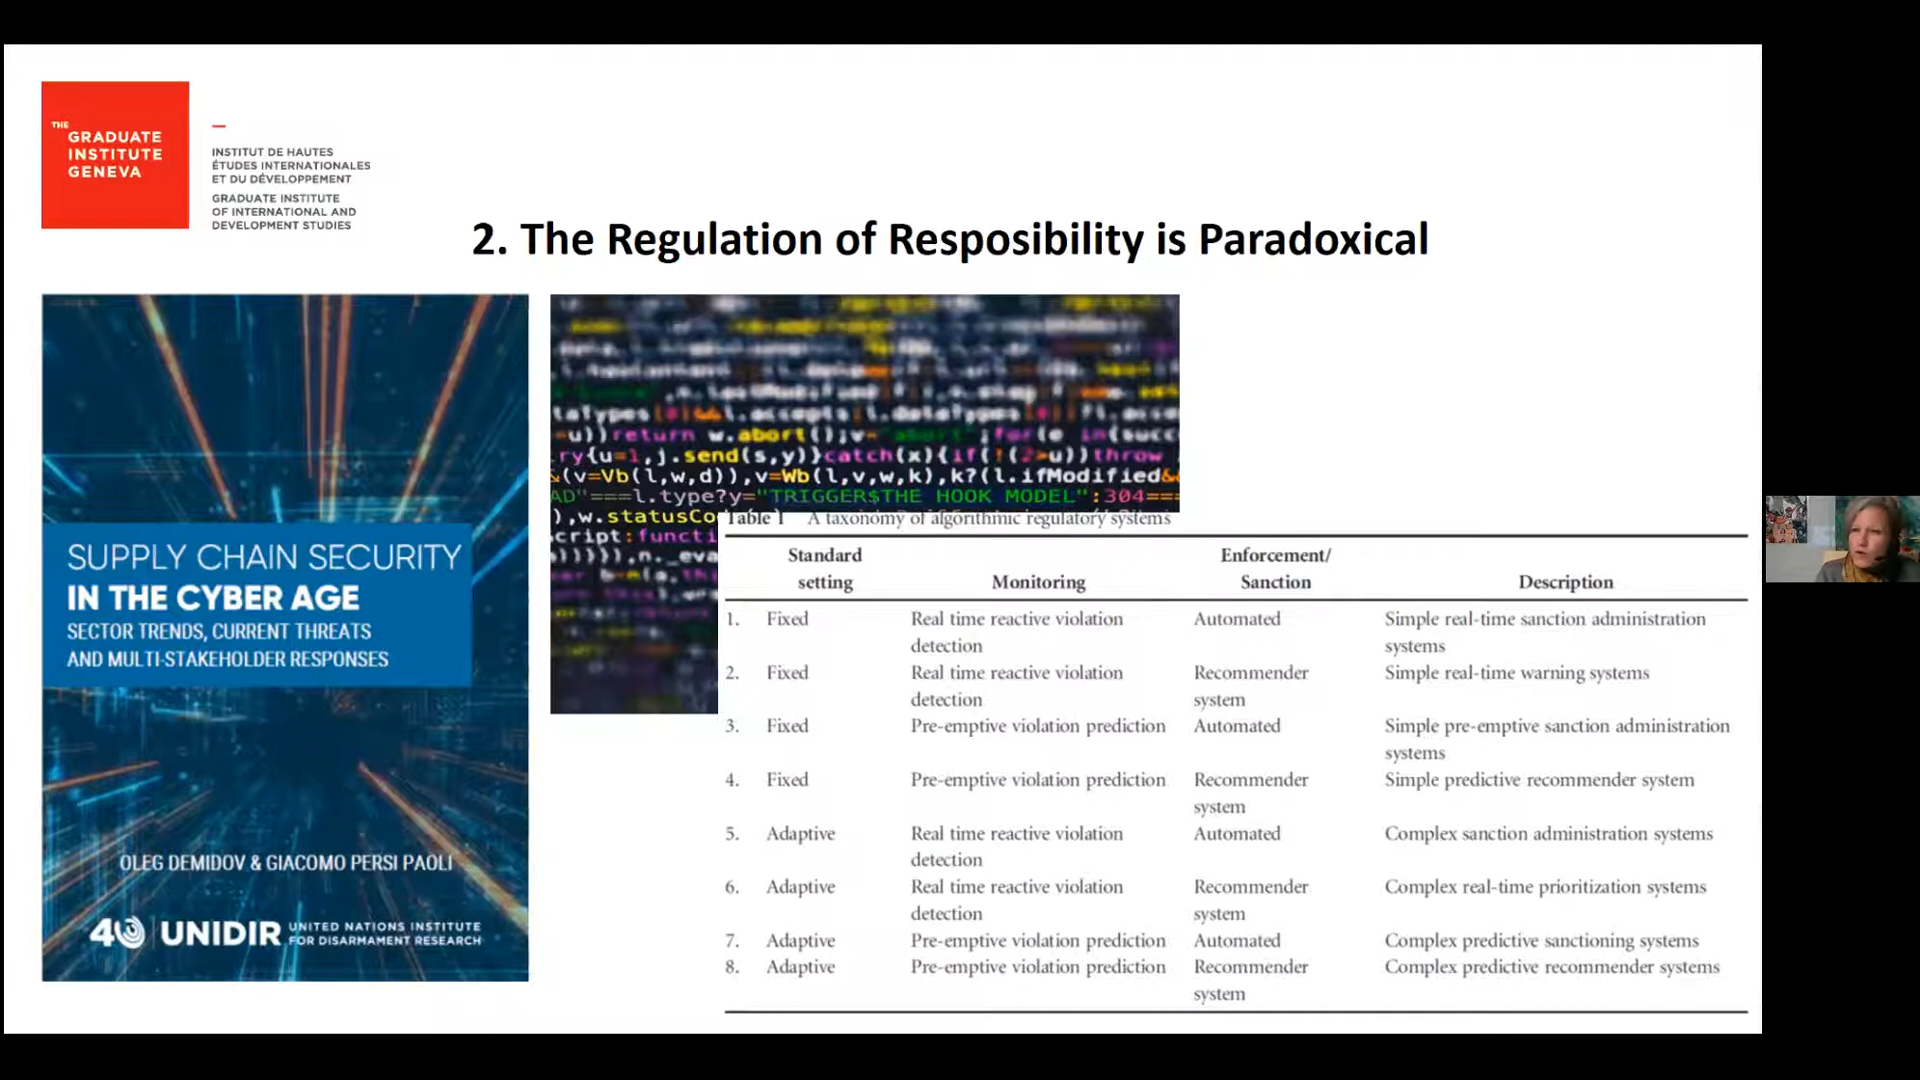 THE
GRADUATE
INSTITUTE
GENEVA
INSTITUT DE HAUTES
ÉTUDES INTERNATIONALES
ET DU DÉVELOPPEMENT
GRADUATE INSTITUTE
OF INTERNATIONAL AND
DEVELOPMENT STUDIES
2. The Regulation of Resposibility is Paradoxical
SUPPLY CHAIN SECURITY
IN THE CYBER AGE
SECTOR TRENDS, CURRENT THREATS
AND MULTI-STAKEHOLDER RESPONSES
OLEG DEMIDOV & GIACOMO PERSI PAOLI
40 UNIDIR UNITED NATIONS INSTITUTE
FOR DISARMAMENT RESEARCH
=u))return w.abort();v=
ry{u=1,j.send(s,y)}catch(x){if(!(2>u))throw
(v=Vb(l,w,d)),v=Wb(l,v,w,k),k?(l.ifModified&
AD"===l.type?y="TRIGGER$THE HOOK MODEL":304===
),w.statusCo
cript:functi
)))}),n._eva
Table 1 A taxonomy of algorithmic regulatory systems
Standard setting Monitoring Enforcement/ Sanction Description
1. Fixed Real time reactive violation detection Automated Simple real-time sanction administration systems
2. Fixed Real time reactive violation detection Recommender system Simple real-time warning systems
3. Fixed Pre-emptive violation prediction Automated Simple pre-emptive sanction administration systems
4. Fixed Pre-emptive violation prediction Recommender system Simple predictive recommender system
5. Adaptive Real time reactive violation detection Automated Complex sanction administration systems
6. Adaptive Real time reactive violation detection Recommender system Complex real-time prioritization systems
7. Adaptive Pre-emptive violation prediction Automated Complex predictive sanctioning systems
8. Adaptive Pre-emptive violation prediction Recommender system Complex predictive recommender systems